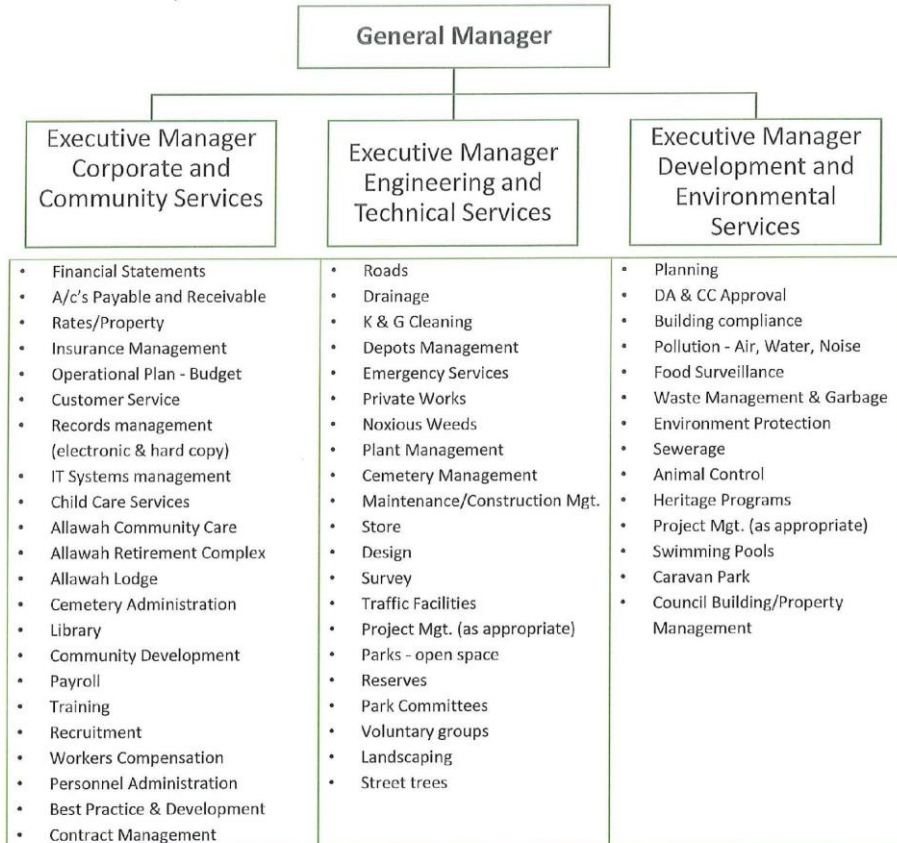 General Manager
Executive Manager
Corporate and
Community Services
Executive Manager
Engineering and
Technical Services
Executive Manager
Development and
Environmental
Services
• Financial Statements
• A/c's Payable and Receivable
• Rates/Property
• Insurance Management
• Operational Plan - Budget
• Customer Service
• Records management
(electronic & hard copy)
• IT Systems management
• Child Care Services
• Allawah Community Care
• Allawah Retirement Complex
• Allawah Lodge
• Cemetery Administration
• Library
• Community Development
• Payroll
• Training
• Recruitment
• Workers Compensation
• Personnel Administration
• Best Practice & Development
• Contract Management
• Roads
• Drainage
• K & G Cleaning
• Depots Management
• Emergency Services
• Private Works
• Noxious Weeds
• Plant Management
• Cemetery Management
• Maintenance/Construction Mgt.
• Store
• Design
• Survey
• Traffic Facilities
• Project Mgt. (as appropriate)
• Parks - open space
• Reserves
• Park Committees
• Voluntary groups
• Landscaping
• Street trees
• Planning
• DA & CC Approval
• Building compliance
• Pollution - Air, Water, Noise
• Food Surveillance
• Waste Management & Garbage
• Environment Protection
• Sewerage
• Animal Control
• Heritage Programs
• Project Mgt. (as appropriate)
• Swimming Pools
• Caravan Park
• Council Building/Property
Management